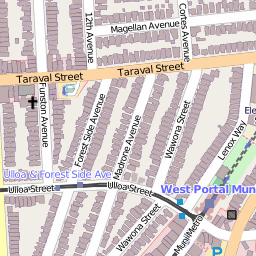 12th Avenue
Magellan Avenue
Cortes Avenue
Taraval Street
Taraval Street
Funston Avenue
Forest Side Avenue
Madrone Avenue
Wawona Street
Lenox Way
Ulloa & Forest Side Ave
Ulloa Street
Ulloa Street
West Portal Mun
Wawona Street
Muni Metro
P